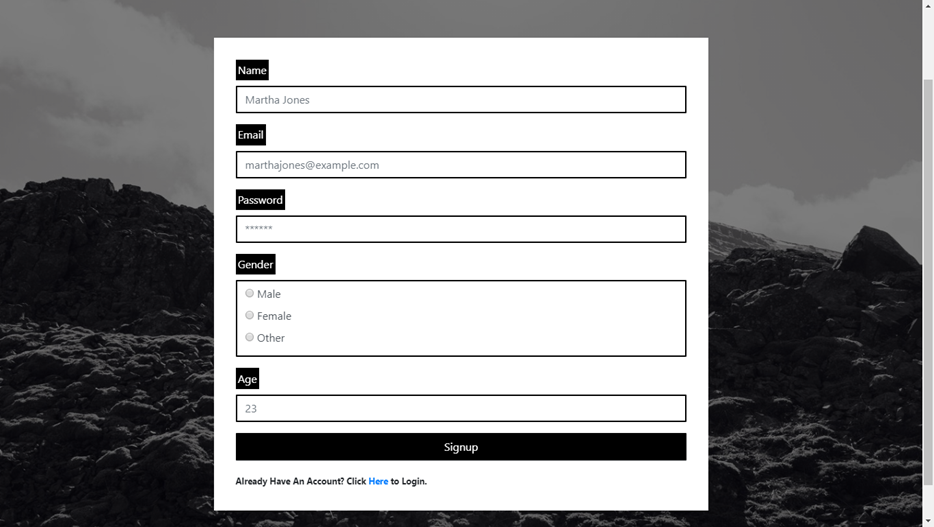 Name
Martha Jones
Email
marthajones@example.com
Password
******
Gender
Male
Female
Other
Age
23
Signup
Already Have An Account? Click Here to Login.